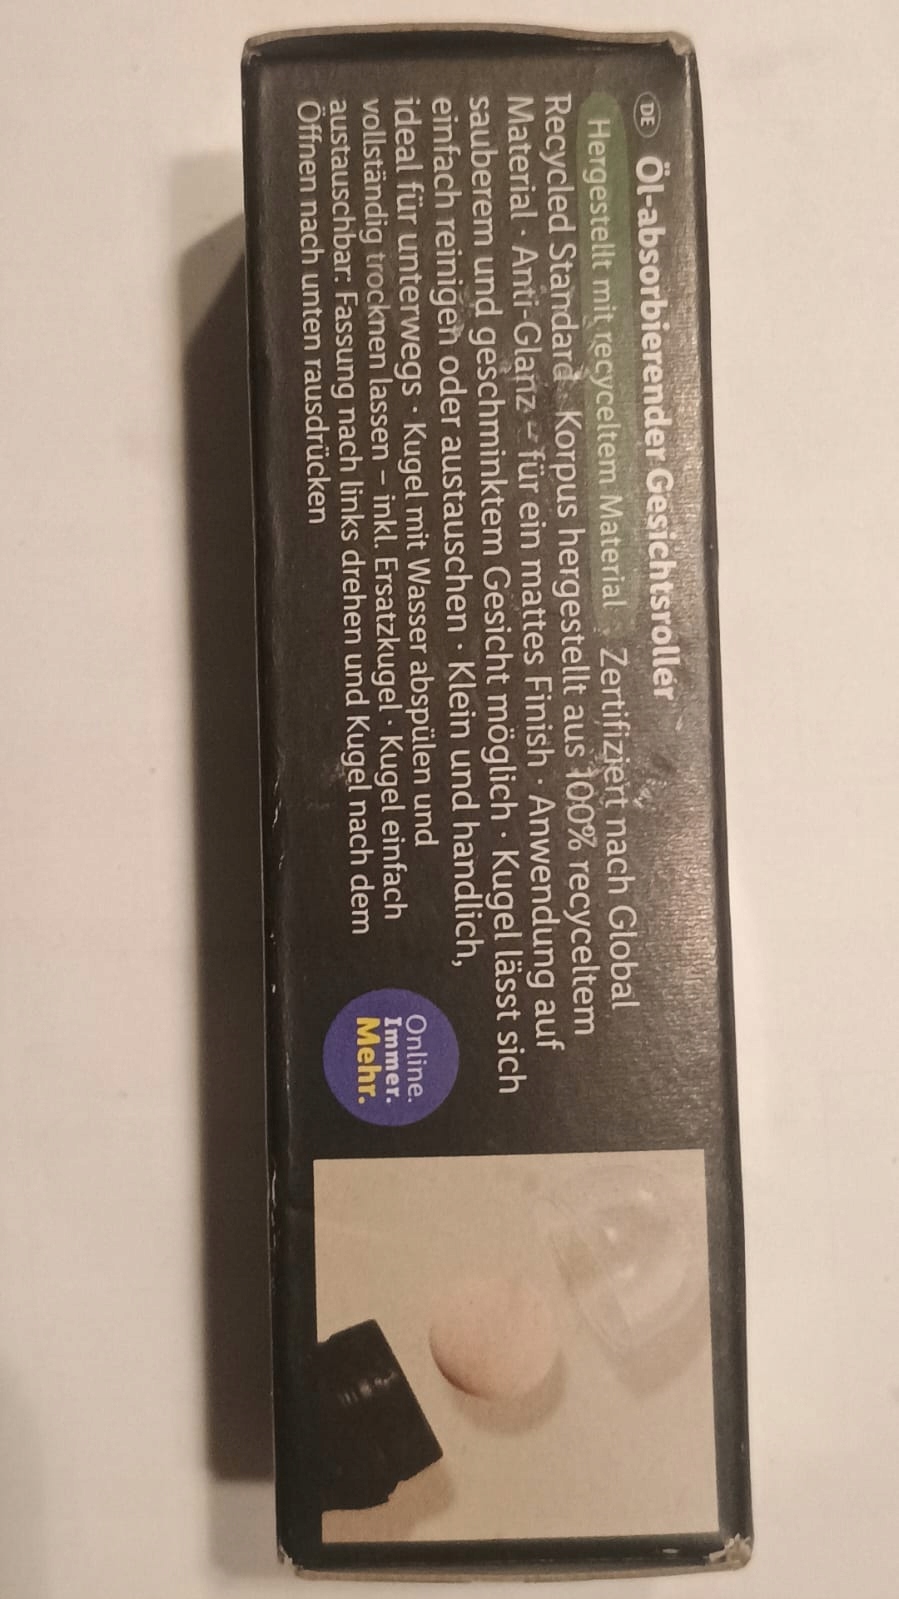 DE Öl-absorbierender Gesichtsroller
Hergestellt mit recyceltem Material · Zertifiziert nach Global
Recycled Standard · Korpus hergestellt aus 100% recyceltem
Material · Anti-Glanz – für ein mattes Finish · Anwendung auf
sauberem und geschminktem Gesicht möglich · Kugel lässt sich
einfach reinigen oder austauschen · Klein und handlich,
ideal für unterwegs · Kugel mit Wasser abspülen und
vollständig trocknen lassen – inkl. Ersatzkugel · Kugel einfach
austauschbar: Fassung nach links drehen und Kugel nach dem
Öffnen nach unten rausdrücken
Online.
Immer.
Mehr.